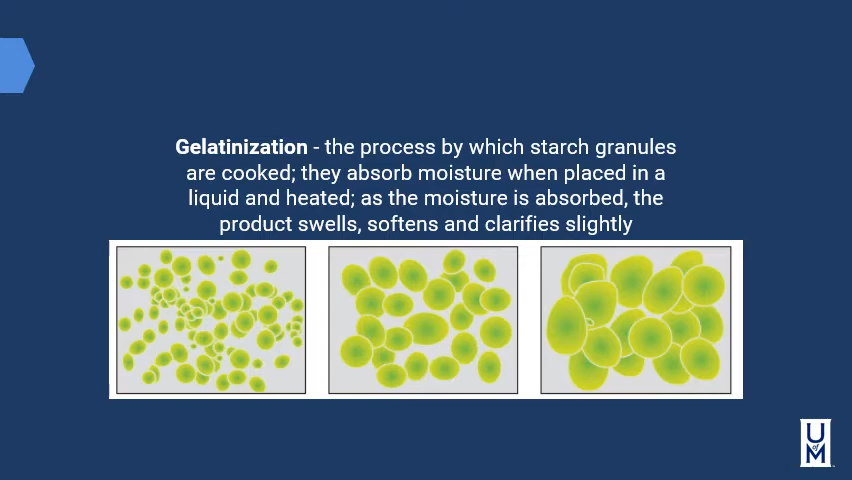 Gelatinization - the process by which starch granules
are cooked; they absorb moisture when placed in a
liquid and heated; as the moisture is absorbed, the
product swells, softens and clarifies slightly
U
of
M